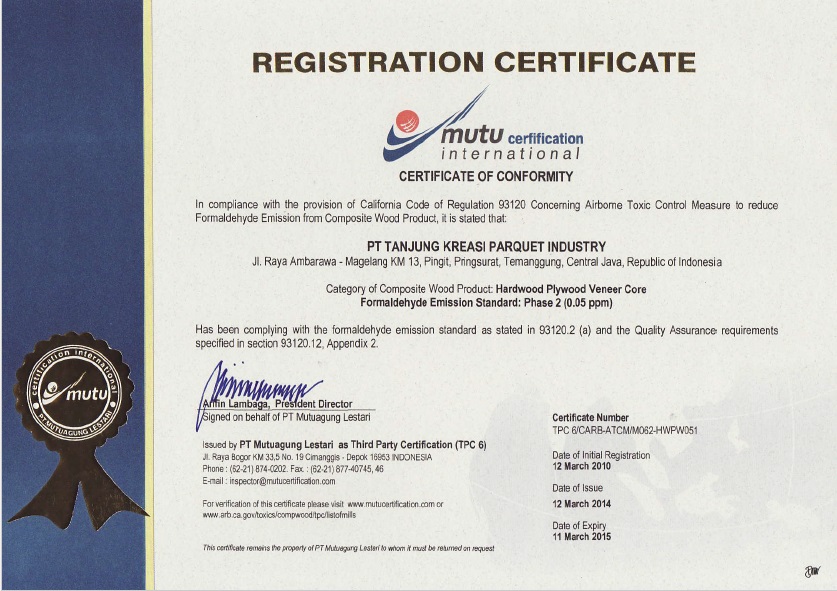 REGISTRATION CERTIFICATE
mutu cerfification
international
CERTIFICATE OF CONFORMITY
In compliance with the provision of California Code of Regulation 93120 Concerning Airborne Toxic Control Measure to reduce
Formaldehyde Emission from Composite Wood Product, it is stated that:
PT TANJUNG KREASI PARQUET INDUSTRY
Jl. Raya Ambarawa - Magelang KM 13, Pingit, Pringsurat, Temanggung, Central Java, Republic of Indonesia
Category of Composite Wood Product: Hardwood Plywood Veneer Core
Formaldehyde Emission Standard: Phase 2 (0.05 ppm)
Has been complying with the formaldehyde emission standard as stated in 93120.2 (a) and the Quality Assurance requirements
specified in section 93120.12, Appendix 2.
certification international
mutu
PT MUTUAGUNG LESTARI
Arifin Lambaga, President Director
Signed on behalf of PT Mutuagung Lestari
Issued by PT Mutuagung Lestari as Third Party Certification (TPC 6)
Jl. Raya Bogor KM 33,5 No. 19 Cimanggis - Depok 16953 INDONESIA
Phone : (62-21) 874-0202. Fax. : (62-21) 877-40745, 46
E-mail : inspector@mutucertification.com
For verification of this certificate please visit www.mutucertification.com or
www.arb.ca.gov/toxics/compwood/tpc/listofmills
This certificate remains the property of PT Mutuagung Lestari to whom it must be returned on request
Certificate Number
TPC 6/CARB-ATCM/M062-HWPW051
Date of Initial Registration
12 March 2010
Date of Issue
12 March 2014
Date of Expiry
11 March 2015